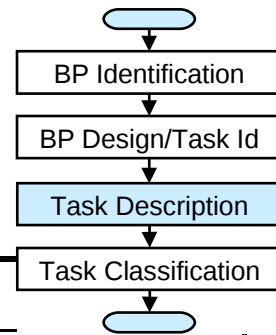 BP Identification
BP Design/Task Id
Task Description
Task Classification